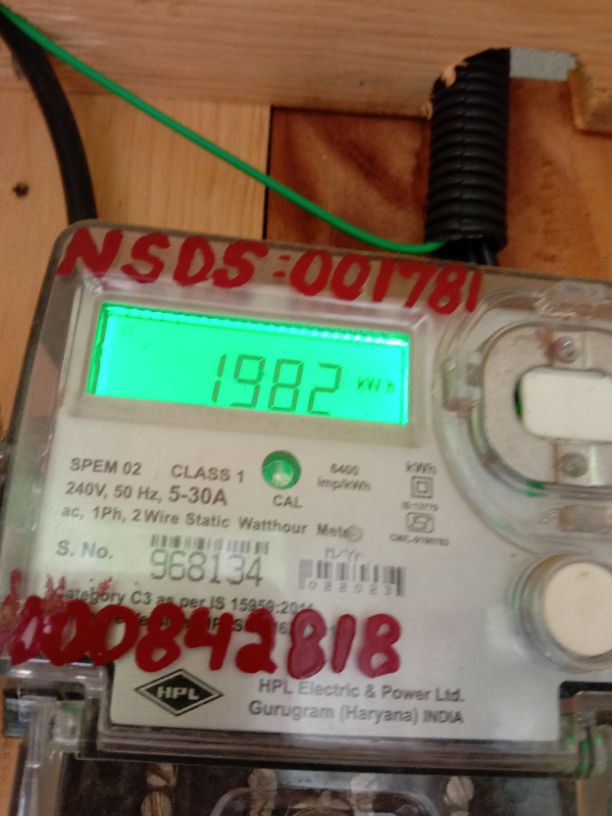 NSDS:001781
1982 kWh
SPEM 02 CLASS 1
6400 imp/kWh
kWh
240V, 50 Hz, 5-30A
CAL
ac, 1Ph, 2 Wire Static Watthour Meter
S. No.
968134
M/Yr
022023
Category C3 as per IS 15959:2011
000842818
HPL
HPL Electric & Power Ltd.
Gurugram (Haryana) INDIA